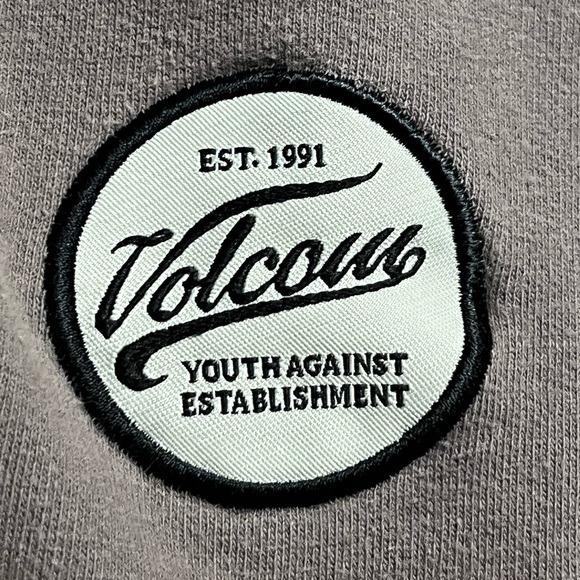 EST. 1991
Volcom
YOUTH AGAINST
ESTABLISHMENT